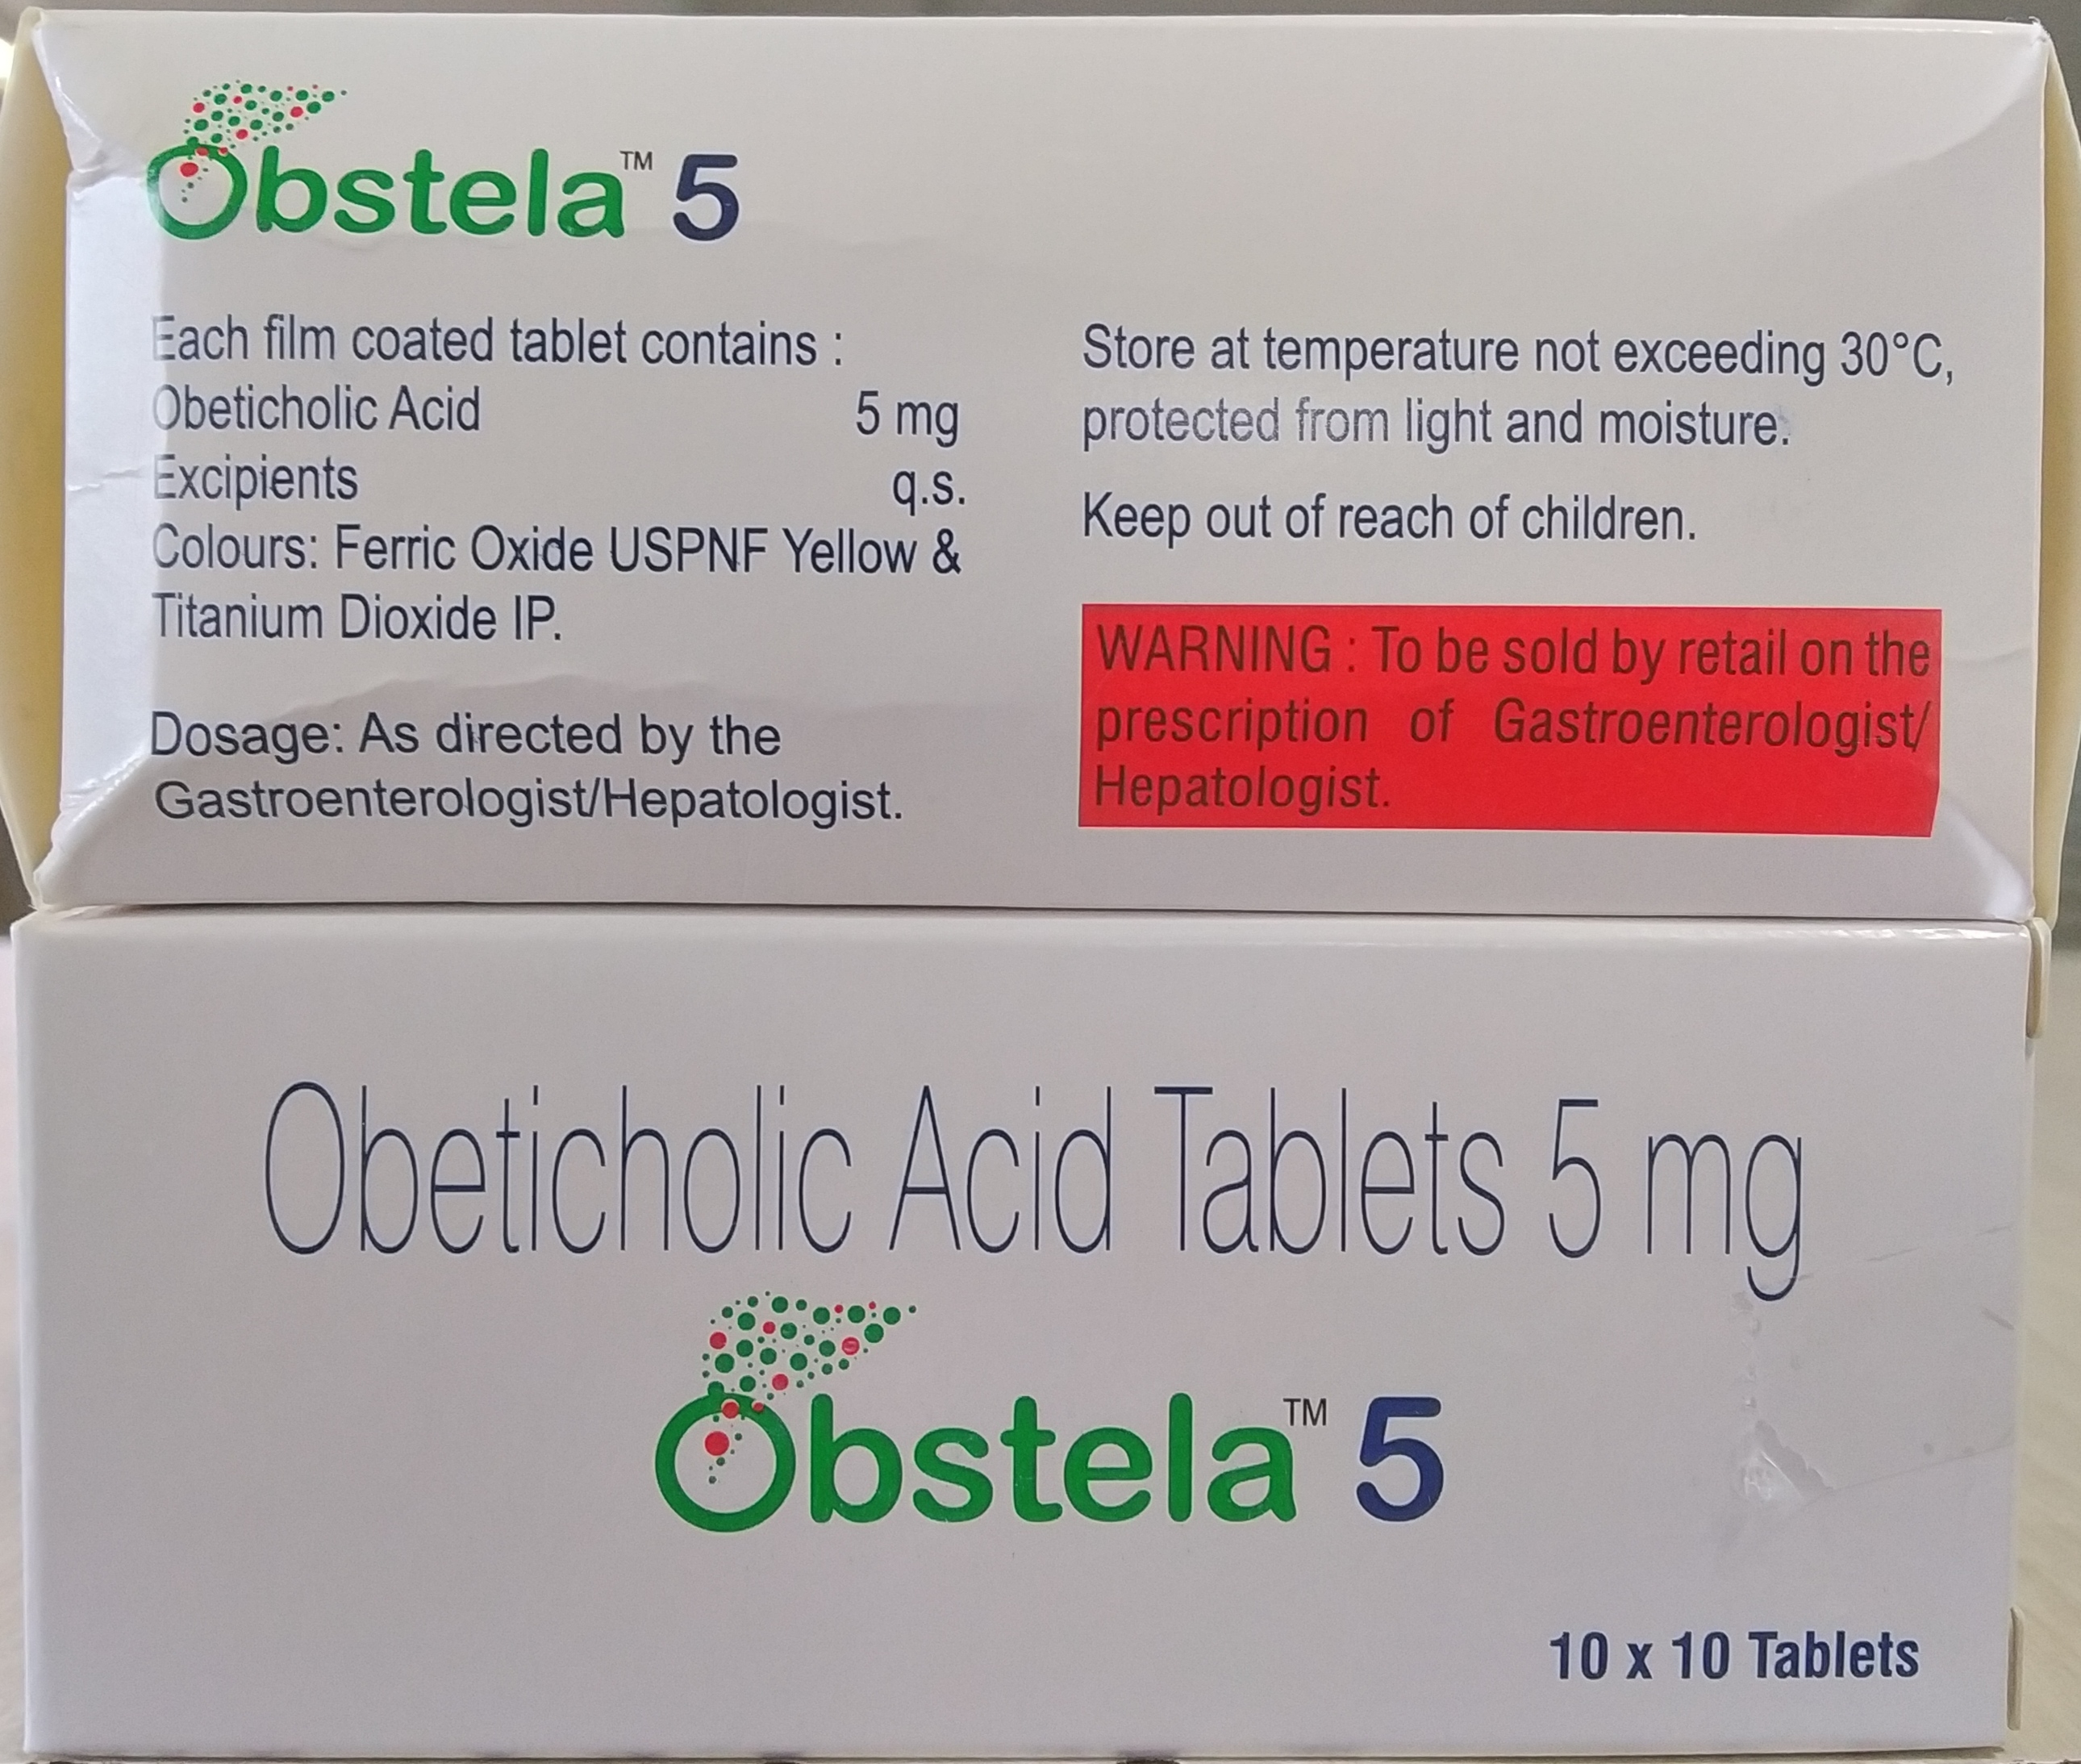 Obstela™ 5
Each film coated tablet contains :
Obeticholic Acid 5 mg
Excipients q.s.
Colours: Ferric Oxide USPNF Yellow &
Titanium Dioxide IP.
Dosage: As directed by the
Gastroenterologist/Hepatologist.
Store at temperature not exceeding 30°C,
protected from light and moisture.
Keep out of reach of children.
WARNING : To be sold by retail on the
prescription of Gastroenterologist/
Hepatologist.
Obeticholic Acid Tablets 5 mg
Obstela™ 5
10 x 10 Tablets